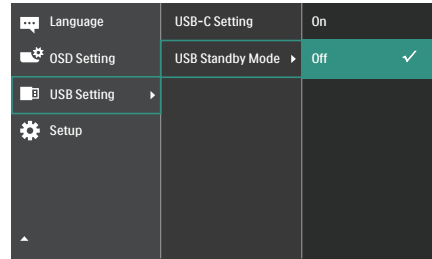 Language
OSD Setting
USB Setting
Setup
USB-C Setting
USB Standby Mode
On
Off